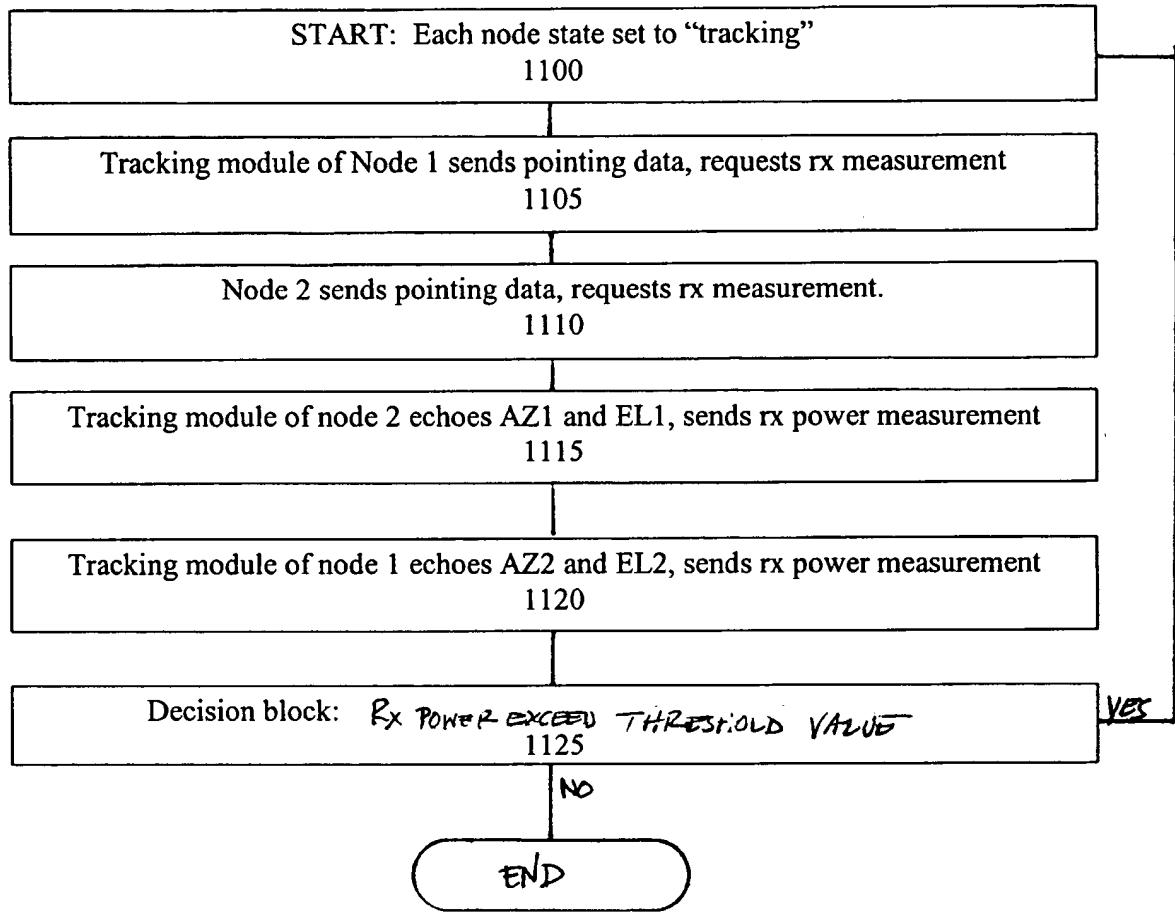 START: Each node state set to “tracking”
1100
Tracking module of Node 1 sends pointing data, requests rx measurement
1105
Node 2 sends pointing data, requests rx measurement.
1110
Tracking module of node 2 echoes AZ1 and EL1, sends rx power measurement
1115
Tracking module of node 1 echoes AZ2 and EL2, sends rx power measurement
1120
Decision block: RX POWER EXCEED THRESHOLD VALUE
YES
1125
NO
END